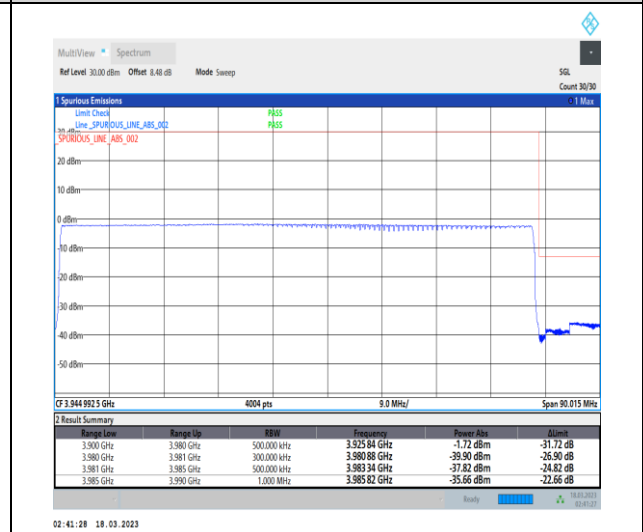 MultiView Spectrum
Ref Level 30.00 dBm Offset 8.48 dB Mode Sweep SGL
Count 30/30
1 Spurious Emissions 1 Max
Limit Check PASS
Line _SPURIOUS_LINE_ABS_002 PASS
30 dBm
_SPURIOUS_LINE_ABS_002
20 dBm
10 dBm
0 dBm
-10 dBm
-20 dBm
-30 dBm
-40 dBm
-50 dBm
CF 3.944 992 5 GHz 4004 pts 9.0 MHz/ Span 90.015 MHz
2 Result Summary
Range Low Range Up RBW Frequency Power Abs ΔLimit
3.900 GHz 3.980 GHz 500.000 kHz 3.925 84 GHz -1.72 dBm -31.72 dB
3.980 GHz 3.981 GHz 300.000 kHz 3.980 88 GHz -39.90 dBm -26.90 dB
3.981 GHz 3.985 GHz 500.000 kHz 3.983 34 GHz -37.82 dBm -24.82 dB
3.985 GHz 3.990 GHz 1.000 MHz 3.985 82 GHz -35.66 dBm -22.66 dB
Ready 18.03.2023
02:41:27
02:41:28 18.03.2023